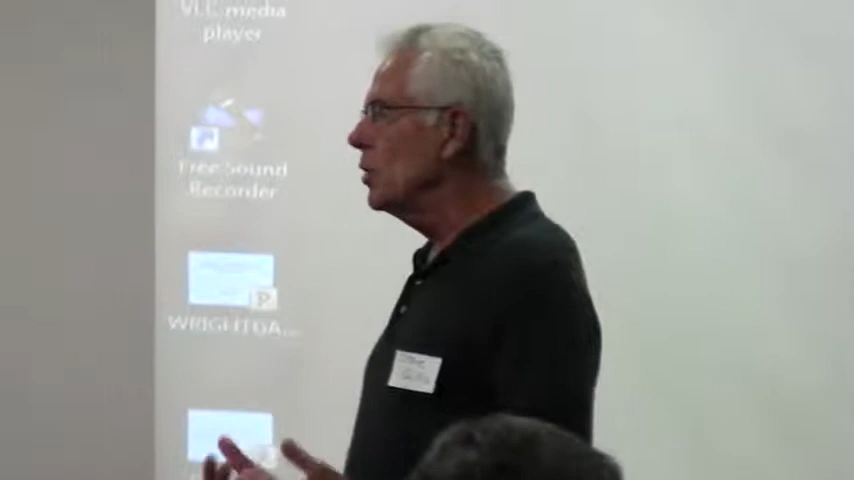 VLC media
player
Free Sound
Recorder
WRIGHTGA...